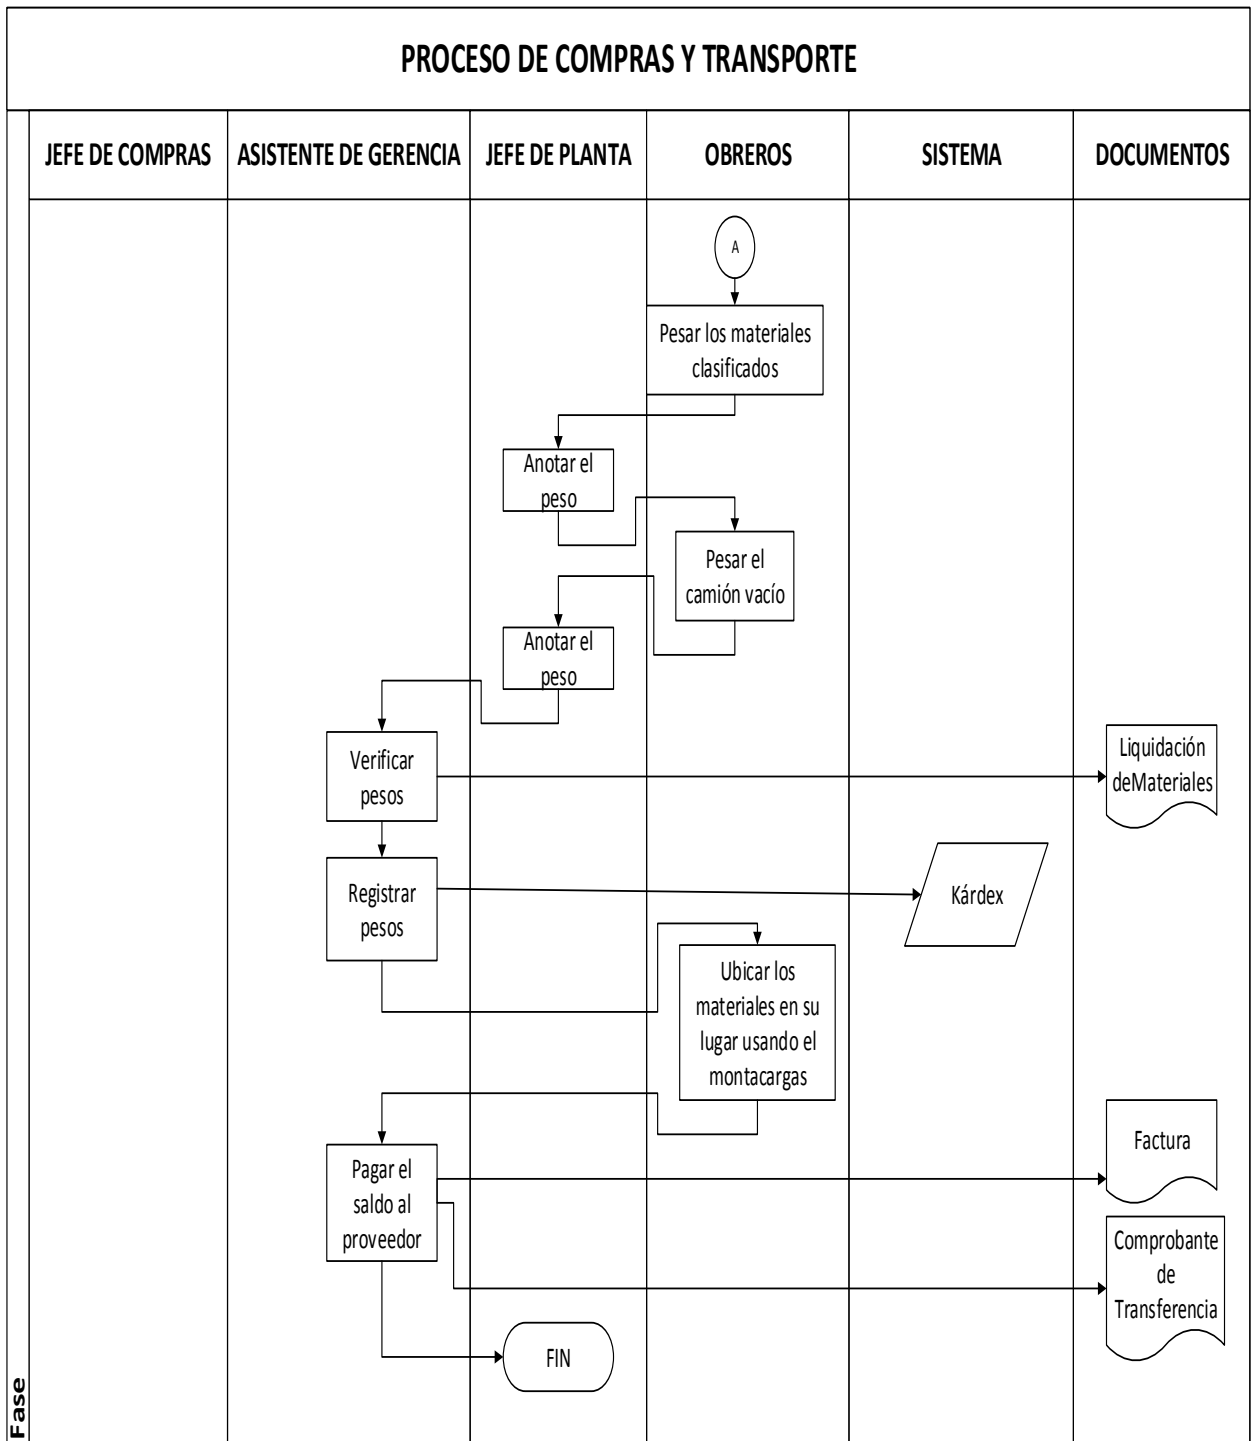 PROCESO DE COMPRAS Y TRANSPORTE
JEFE DE COMPRAS
ASISTENTE DE GERENCIA
JEFE DE PLANTA
OBREROS
SISTEMA
DOCUMENTOS
A
Pesar los materiales
clasificados
Anotar el
peso
Pesar el
camión vacío
Anotar el
peso
Verificar
pesos
Liquidación
deMateriales
Registrar
pesos
Kárdex
Ubicar los
materiales en su
lugar usando el
montacargas
Pagar el
saldo al
proveedor
Factura
Comprobante
de
Transferencia
FIN
Fase